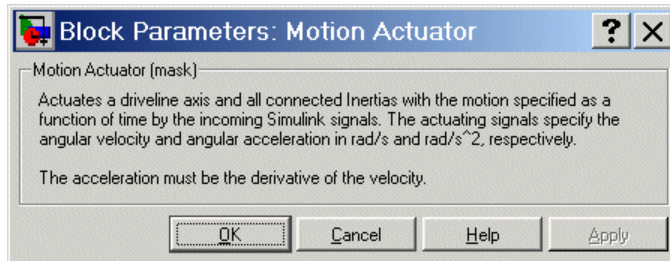 Block Parameters: Motion Actuator
? X
Motion Actuator (mask)
Actuates a driveline axis and all connected Inertias with the motion specified as a
function of time by the incoming Simulink signals. The actuating signals specify the
angular velocity and angular acceleration in rad/s and rad/s^2, respectively.
The acceleration must be the derivative of the velocity.
OK Cancel Help Apply